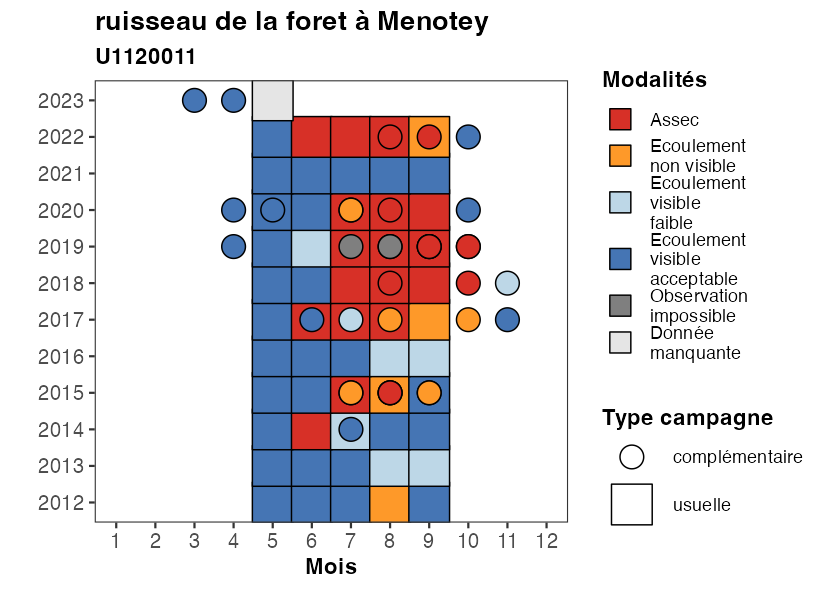 ruisseau de la foret à Menotey
U1120011
2023
2022
2021
2020
2019
2018
2017
2016
2015
2014
2013
2012
1 2 3 4 5 6 7 8 9 10 11 12
Mois
Modalités
Assec
Ecoulement
non visible
Ecoulement
visible
faible
Ecoulement
visible
acceptable
Observation
impossible
Donnée
manquante
Type campagne
complémentaire
usuelle